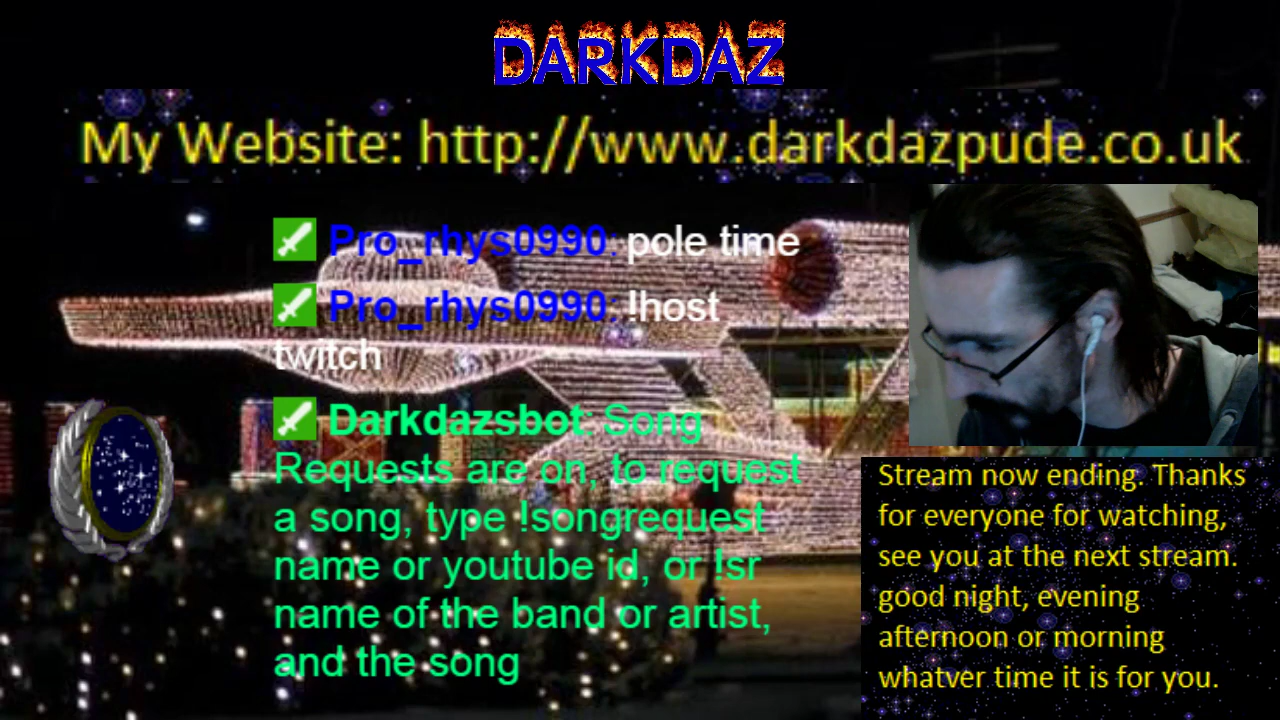 DARKDAZ
My Website: http://www.darkdazpude.co.uk
Pro_rhys0990: pole time
Pro_rhys0990: !host
twitch
Darkdazsbot: Song
Requests are on, to request
a song, type !songrequest
name or youtube id, or !sr
name of the band or artist,
and the song
Stream now ending. Thanks
for everyone for watching,
see you at the next stream.
good night, evening
afternoon or morning
whatver time it is for you.